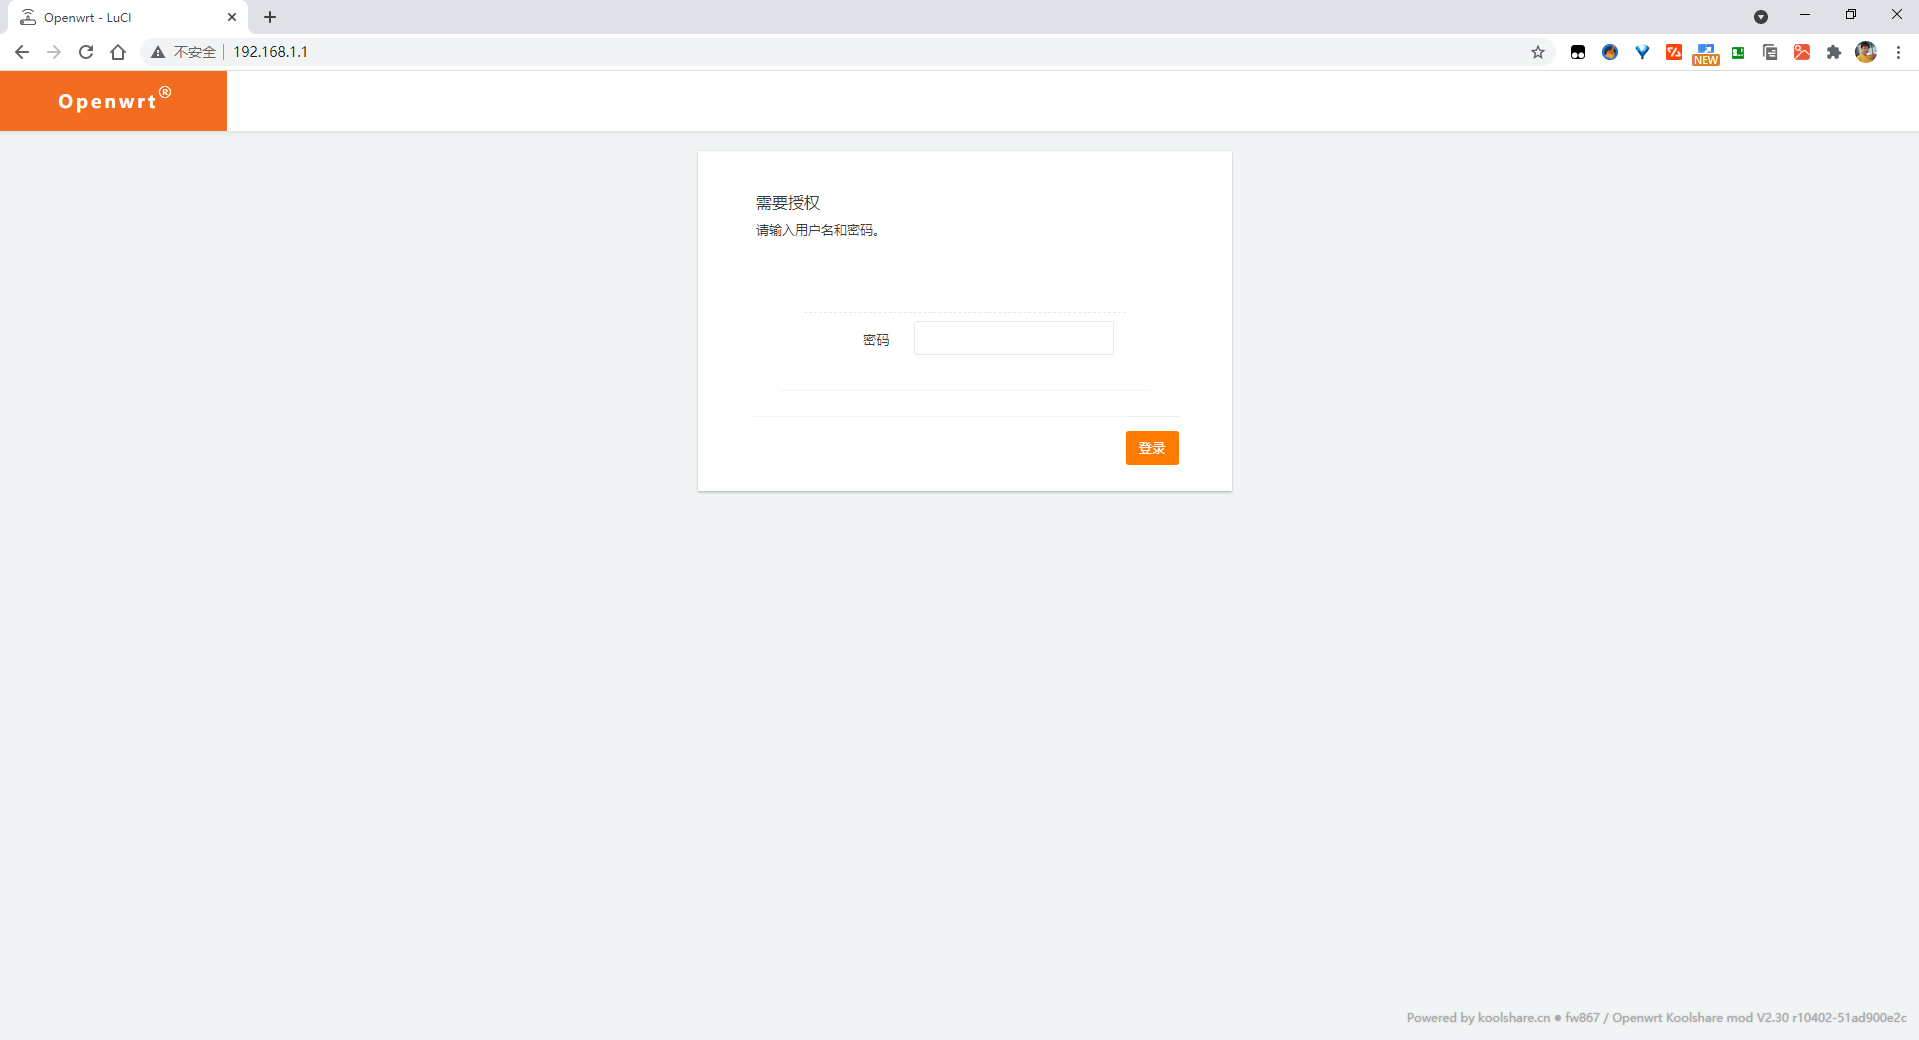 Openwrt - LuCI
不安全 192.168.1.1
NEW
Openwrt®
需要授权
请输入用户名和密码。
密码
登录
Powered by koolshare.cn ● fw867 / Openwrt Koolshare mod V2.30 r10402-51ad900e2c